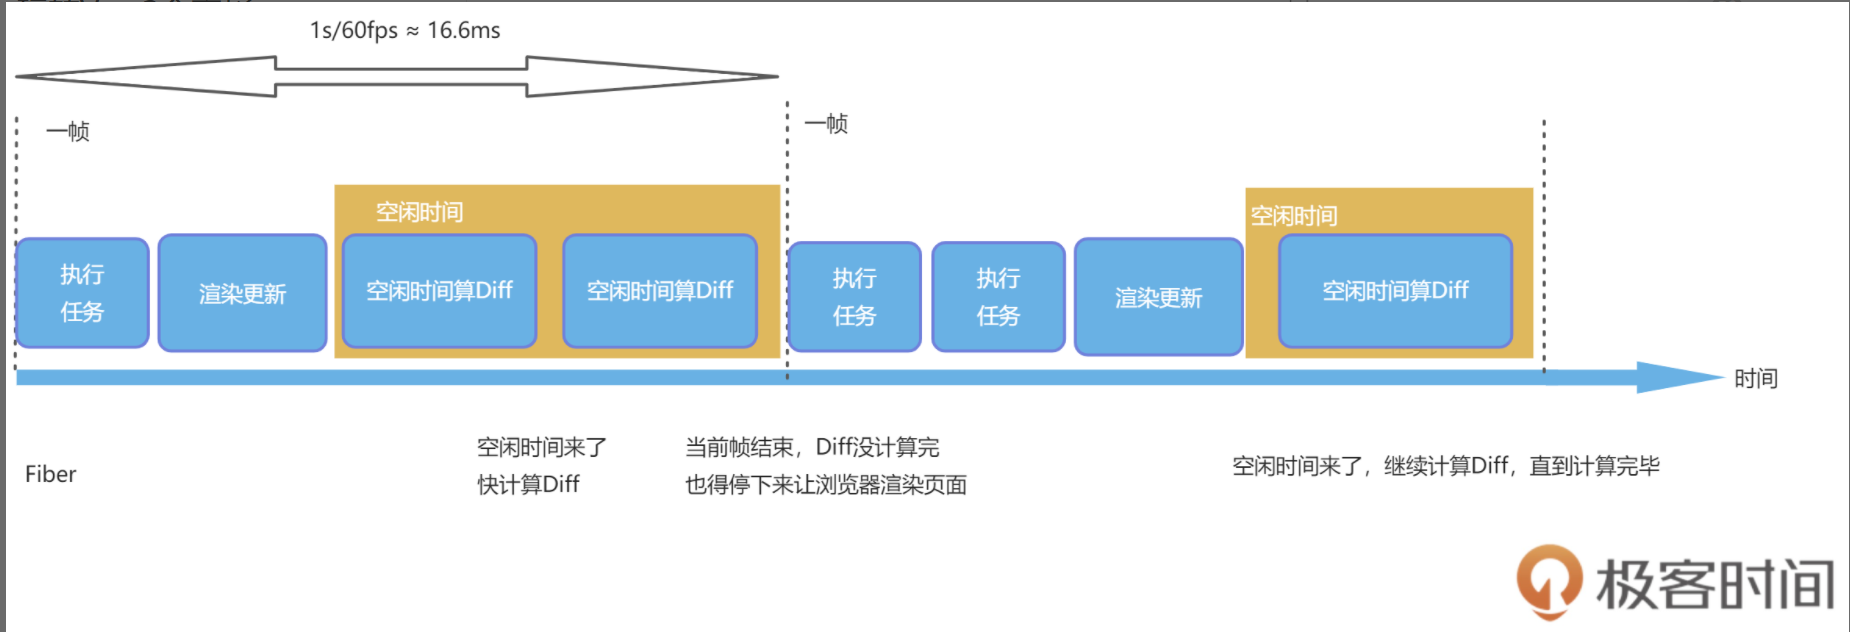 1s/60fps ≈ 16.6ms
一帧
一帧
空闲时间
空闲时间
执行
任务
渲染更新
空闲时间算Diff
空闲时间算Diff
执行
任务
执行
任务
渲染更新
空闲时间算Diff
时间
Fiber
空闲时间来了
快计算Diff
当前帧结束，Diff没计算完
也得停下来让浏览器渲染页面
空闲时间来了，继续计算Diff，直到计算完毕
极客时间